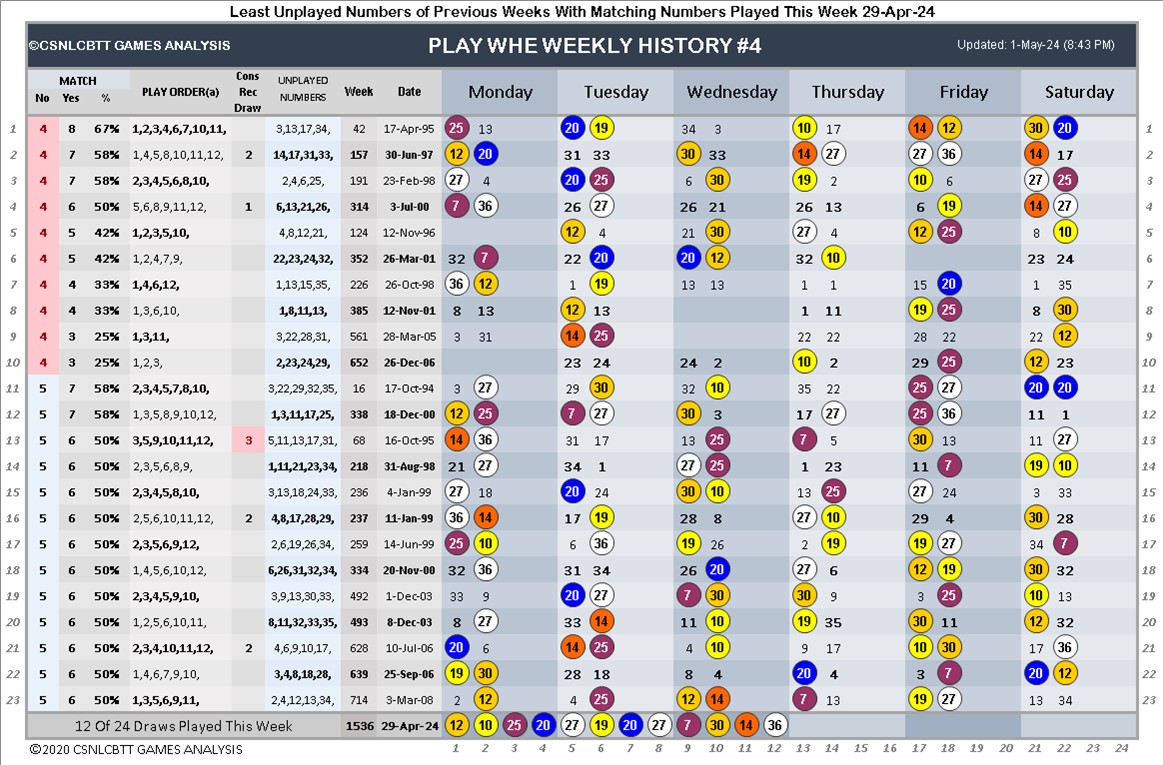 Least Unplayed Numbers of Previous Weeks With Matching Numbers Played This Week 29-Apr-24
©CSNLCBTT GAMES ANALYSIS PLAY WHE WEEKLY HISTORY #4 Updated: 1-May-24 (8:43 PM)
MATCH No Yes % PLAY ORDER(a) Cons Rec Draw UNPLAYED NUMBERS Week Date Monday Tuesday Wednesday Thursday Friday Saturday
1 4 8 67% 1,2,3,4,6,7,10,11, 3,13,17,34, 42 17-Apr-95 25 13 20 19 34 3 10 17 14 12 30 20 1
2 4 7 58% 1,4,5,8,10,11,12, 2 14,17,31,33, 157 30-Jun-97 12 20 31 33 30 33 14 27 27 36 14 17 2
3 4 7 58% 2,3,4,5,6,8,10, 2,4,6,25, 191 23-Feb-98 27 4 20 25 6 30 19 2 10 6 27 25 3
4 4 6 50% 5,6,8,9,11,12, 1 6,13,21,26, 314 3-Jul-00 7 36 26 27 26 21 26 13 6 19 14 27 4
5 4 5 42% 1,2,3,5,10, 4,8,12,21, 124 12-Nov-96 12 4 21 30 27 4 12 25 8 10 5
6 4 5 42% 1,2,4,7,9, 22,23,24,32, 352 26-Mar-01 32 7 22 20 20 12 32 10 23 24 6
7 4 4 33% 1,4,6,12, 1,13,15,35, 226 26-Oct-98 36 12 1 19 13 13 1 1 15 20 1 35 7
8 4 4 33% 1,3,6,10, 1,8,11,13, 385 12-Nov-01 8 13 12 13 1 11 19 25 8 30 8
9 4 3 25% 1,3,11, 3,22,28,31, 561 28-Mar-05 3 31 14 25 22 22 28 22 22 12 9
10 4 3 25% 1,2,3, 2,23,24,29, 652 26-Dec-06 23 24 24 2 10 2 29 25 12 23 10
11 5 7 58% 2,3,4,5,7,8,10, 3,22,29,32,35, 16 17-Oct-94 3 27 29 30 32 10 35 22 25 27 20 20 11
12 5 7 58% 1,3,5,8,9,10,12, 1,3,11,17,25, 338 18-Dec-00 12 25 7 27 30 3 17 27 25 36 11 1 12
13 5 6 50% 3,5,9,10,11,12, 3 5,11,13,17,31, 68 16-Oct-95 14 36 31 17 13 25 7 5 30 13 11 27 13
14 5 6 50% 2,3,5,6,8,9, 1,11,21,23,34, 218 31-Aug-98 21 27 34 1 27 25 1 23 11 7 19 10 14
15 5 6 50% 2,3,4,5,8,10, 3,13,18,24,33, 236 4-Jan-99 27 18 20 24 30 10 13 25 27 24 3 33 15
16 5 6 50% 2,5,6,10,11,12, 2 4,8,17,28,29, 237 11-Jan-99 36 14 17 19 28 8 27 10 29 4 30 28 16
17 5 6 50% 2,3,5,6,9,12, 2,6,19,26,34, 259 14-Jun-99 25 10 6 36 19 26 2 19 19 27 34 7 17
18 5 6 50% 1,4,5,6,10,12, 6,26,31,32,34, 334 20-Nov-00 32 36 31 34 26 20 27 6 12 19 30 32 18
19 5 6 50% 2,3,4,5,9,10, 3,9,13,30,33, 492 1-Dec-03 33 9 20 27 7 30 30 9 3 25 10 13 19
20 5 6 50% 1,2,5,6,10,11, 8,11,32,33,35, 493 8-Dec-03 8 27 33 14 11 10 19 35 30 11 12 32 20
21 5 6 50% 2,3,4,10,11,12, 2 4,6,9,10,17, 628 10-Jul-06 20 6 14 25 4 10 9 17 10 30 17 36 21
22 5 6 50% 1,4,6,7,9,10, 3,4,8,18,28, 639 25-Sep-06 19 30 28 18 8 4 20 4 3 7 20 12 22
23 5 6 50% 1,3,5,6,9,11, 2,4,12,13,34, 714 3-Mar-08 2 12 4 25 12 14 7 13 19 27 13 34 23
12 Of 24 Draws Played This Week 1536 29-Apr-24 12 10 25 20 27 19 20 27 7 30 14 36
©2020 CSNLCBTT GAMES ANALYSIS 1 2 3 4 5 6 7 8 9 10 11 12 13 14 15 16 17 18 19 20 21 22 23 24